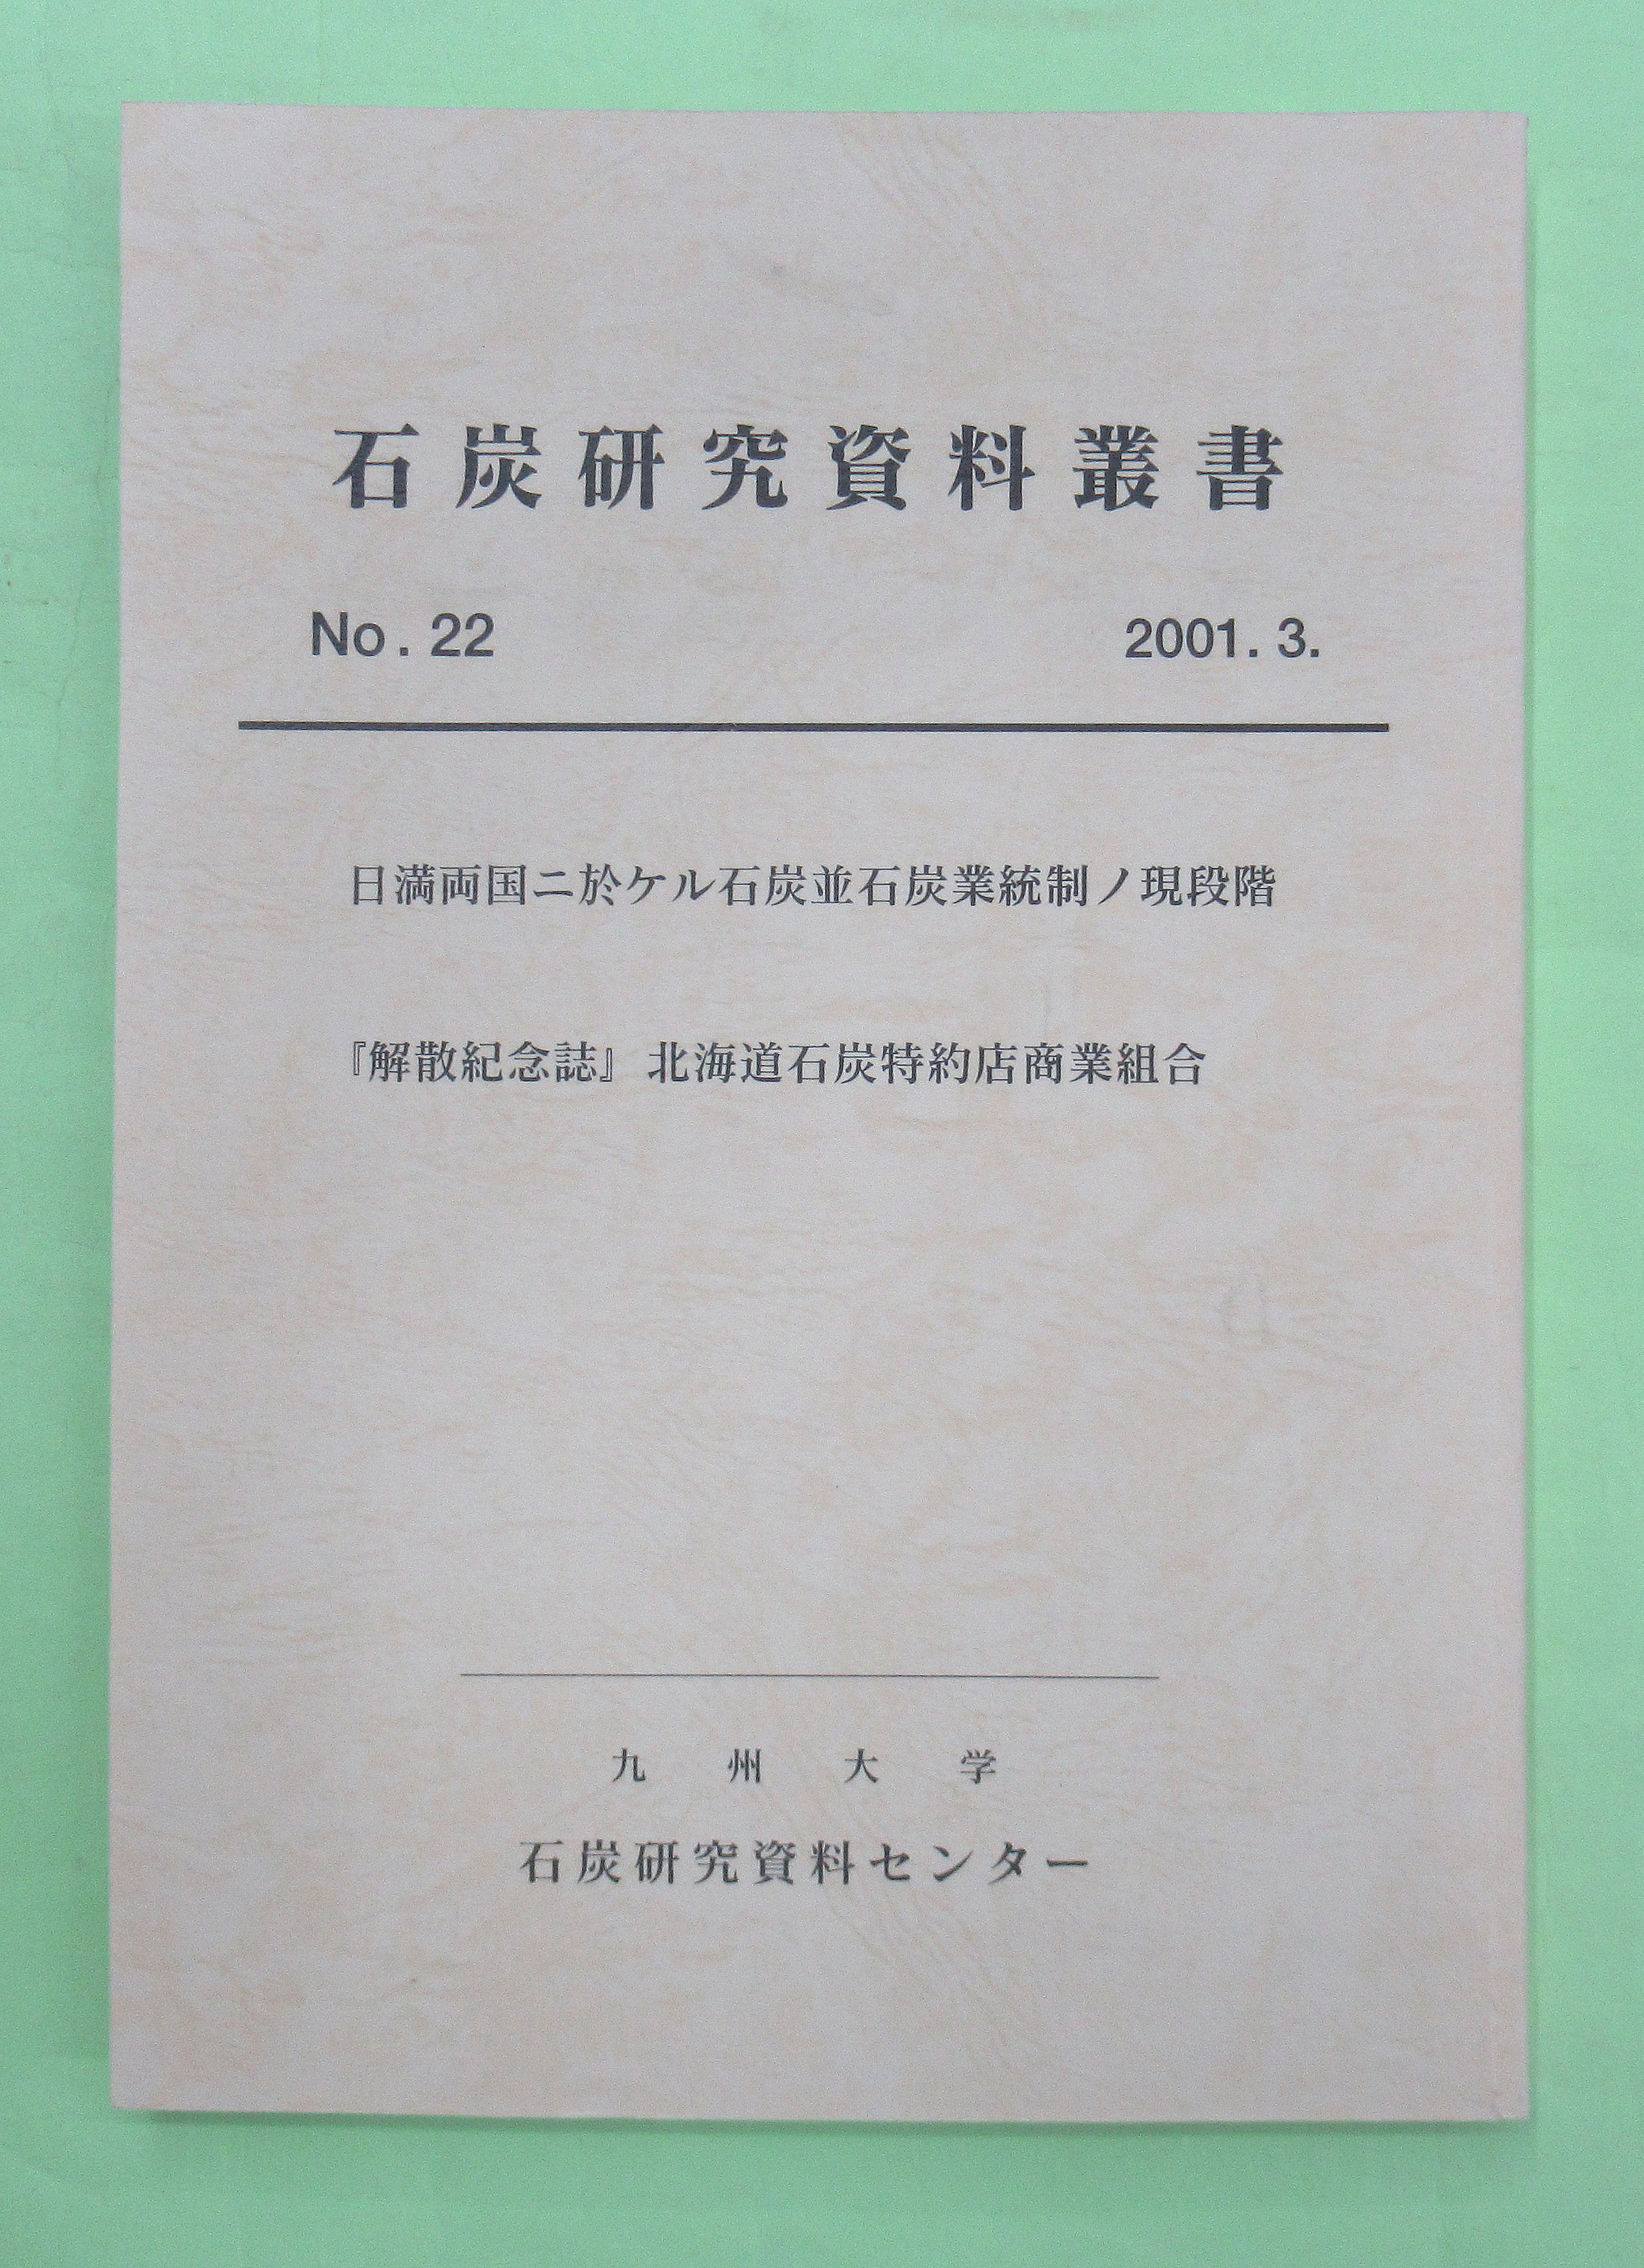 石炭研究資料叢書
No. 22 2001. 3.
日満両国ニ於ケル石炭並石炭業統制ノ現段階
『解散紀念誌』 北海道石炭特約店商業組合
九州大学
石炭研究資料センター